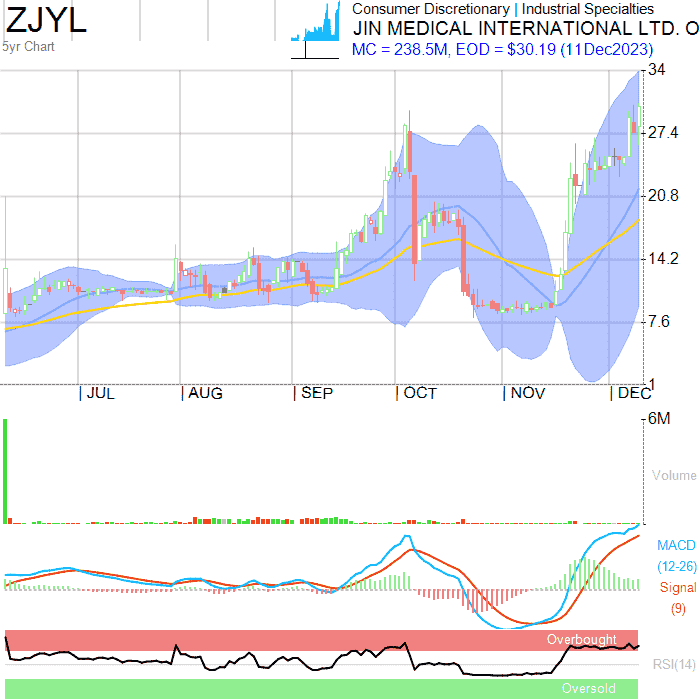 ZJYL
5yr Chart
Consumer Discretionary | Industrial Specialties
JIN MEDICAL INTERNATIONAL LTD. O
MC = 238.5M, EOD = $30.19 (11Dec2023)
34
27.4
20.8
14.2
7.6
1
JUL AUG SEP OCT NOV DEC
6M
Volume
MACD
(12-26)
Signal
(9)
Overbought
RSI(14)
Oversold